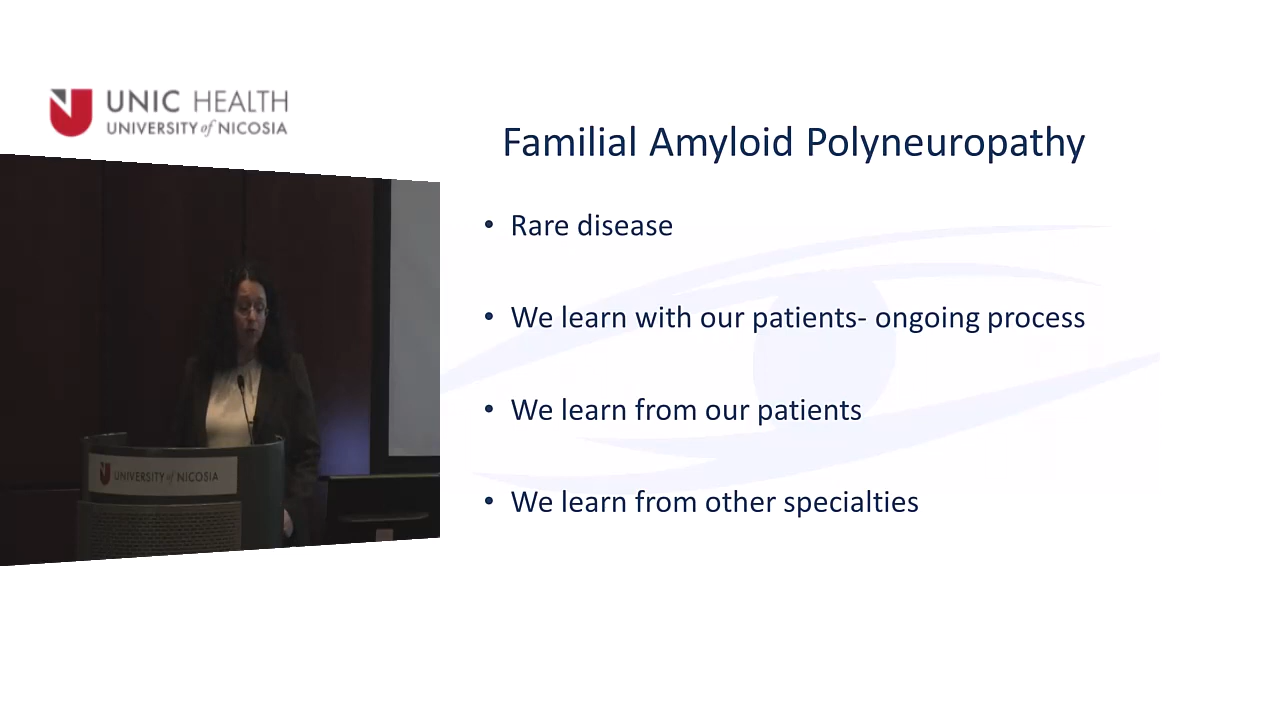 UNIC HEALTH
UNIVERSITY of NICOSIA
Familial Amyloid Polyneuropathy
• Rare disease
• We learn with our patients- ongoing process
• We learn from our patients
• We learn from other specialties
UNIVERSITY of NICOSIA